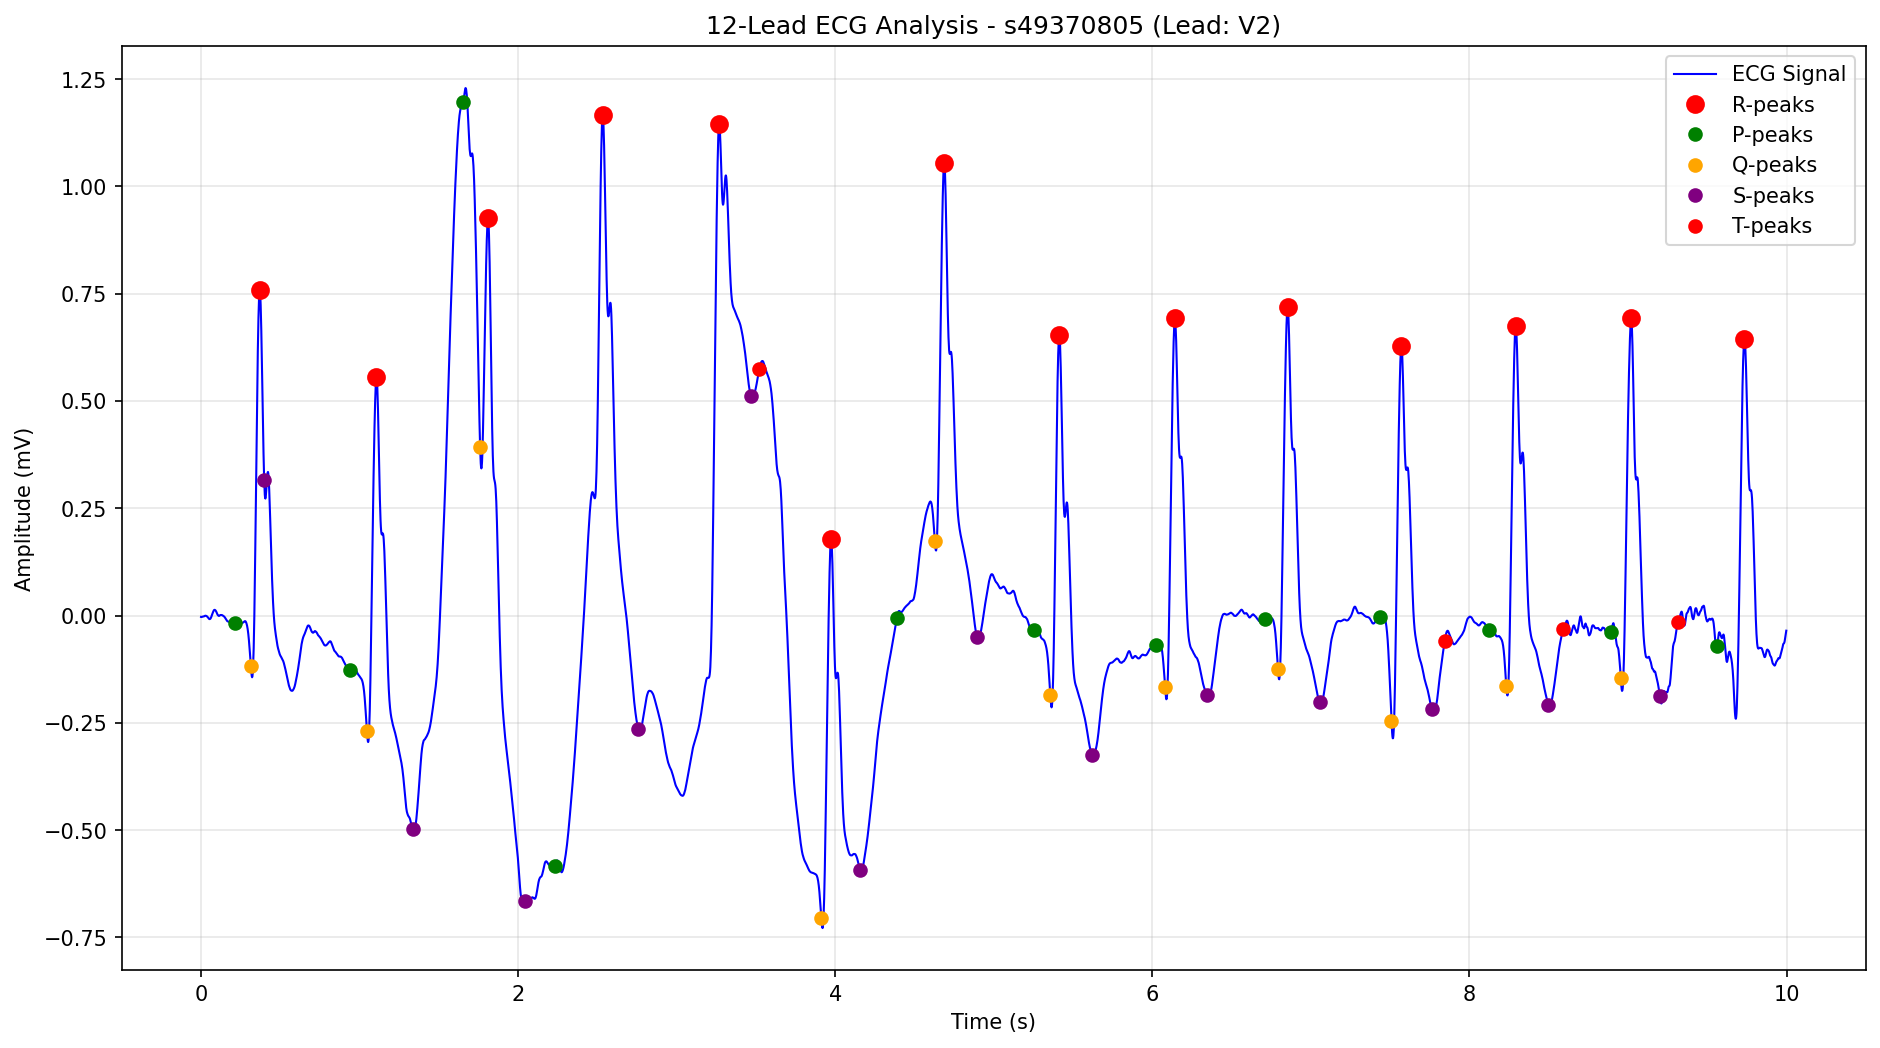 12-Lead ECG Analysis - s49370805 (Lead: V2)
ECG Signal
R-peaks
P-peaks
Q-peaks
S-peaks
T-peaks
Amplitude (mV)
1.25
1.00
0.75
0.50
0.25
0.00
−0.25
−0.50
−0.75
0 2 4 6 8 10
Time (s)